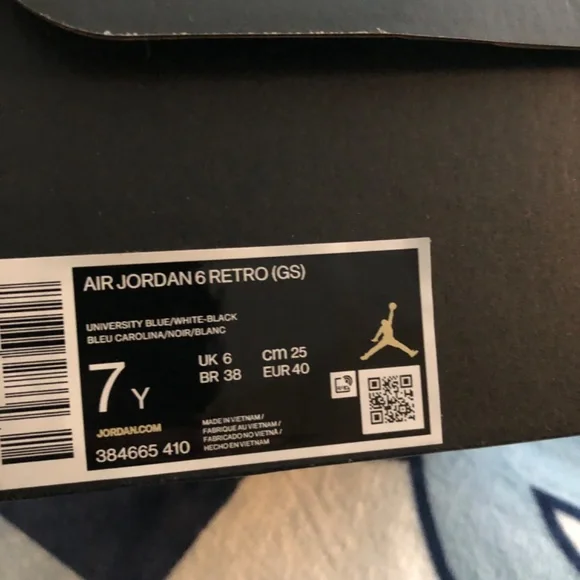 AIR JORDAN 6 RETRO (GS)
UNIVERSITY BLUE/WHITE-BLACK
BLEU CAROLINA/NOIR/BLANC
7 Y
UK 6 cm 25
BR 38 EUR 40
JORDAN.COM
384665 410
MADE IN VIETNAM /
FABRIQUE AU VIETNAM /
FABRICADO NO VIETNÃ /
HECHO EN VIETNAM